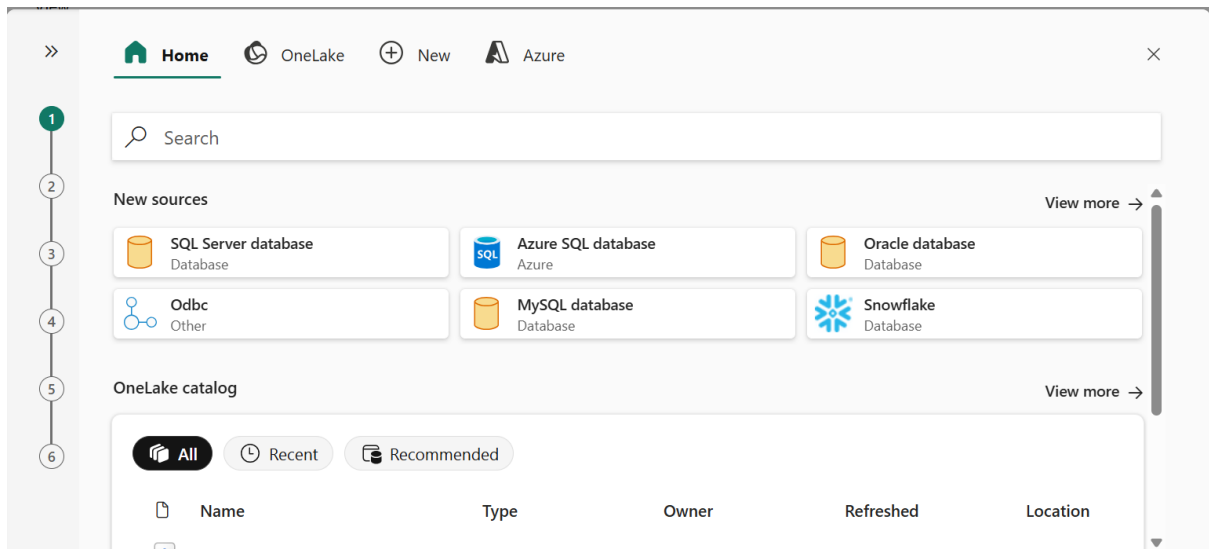 Home OneLake New Azure
1
Search
2
New sources View more
SQL Server database Azure SQL database Oracle database
Database Azure Database
3
SQL
Odbc MySQL database Snowflake
Other Database Database
4
OneLake catalog View more
5
All Recent Recommended
6
Name Type Owner Refreshed Location